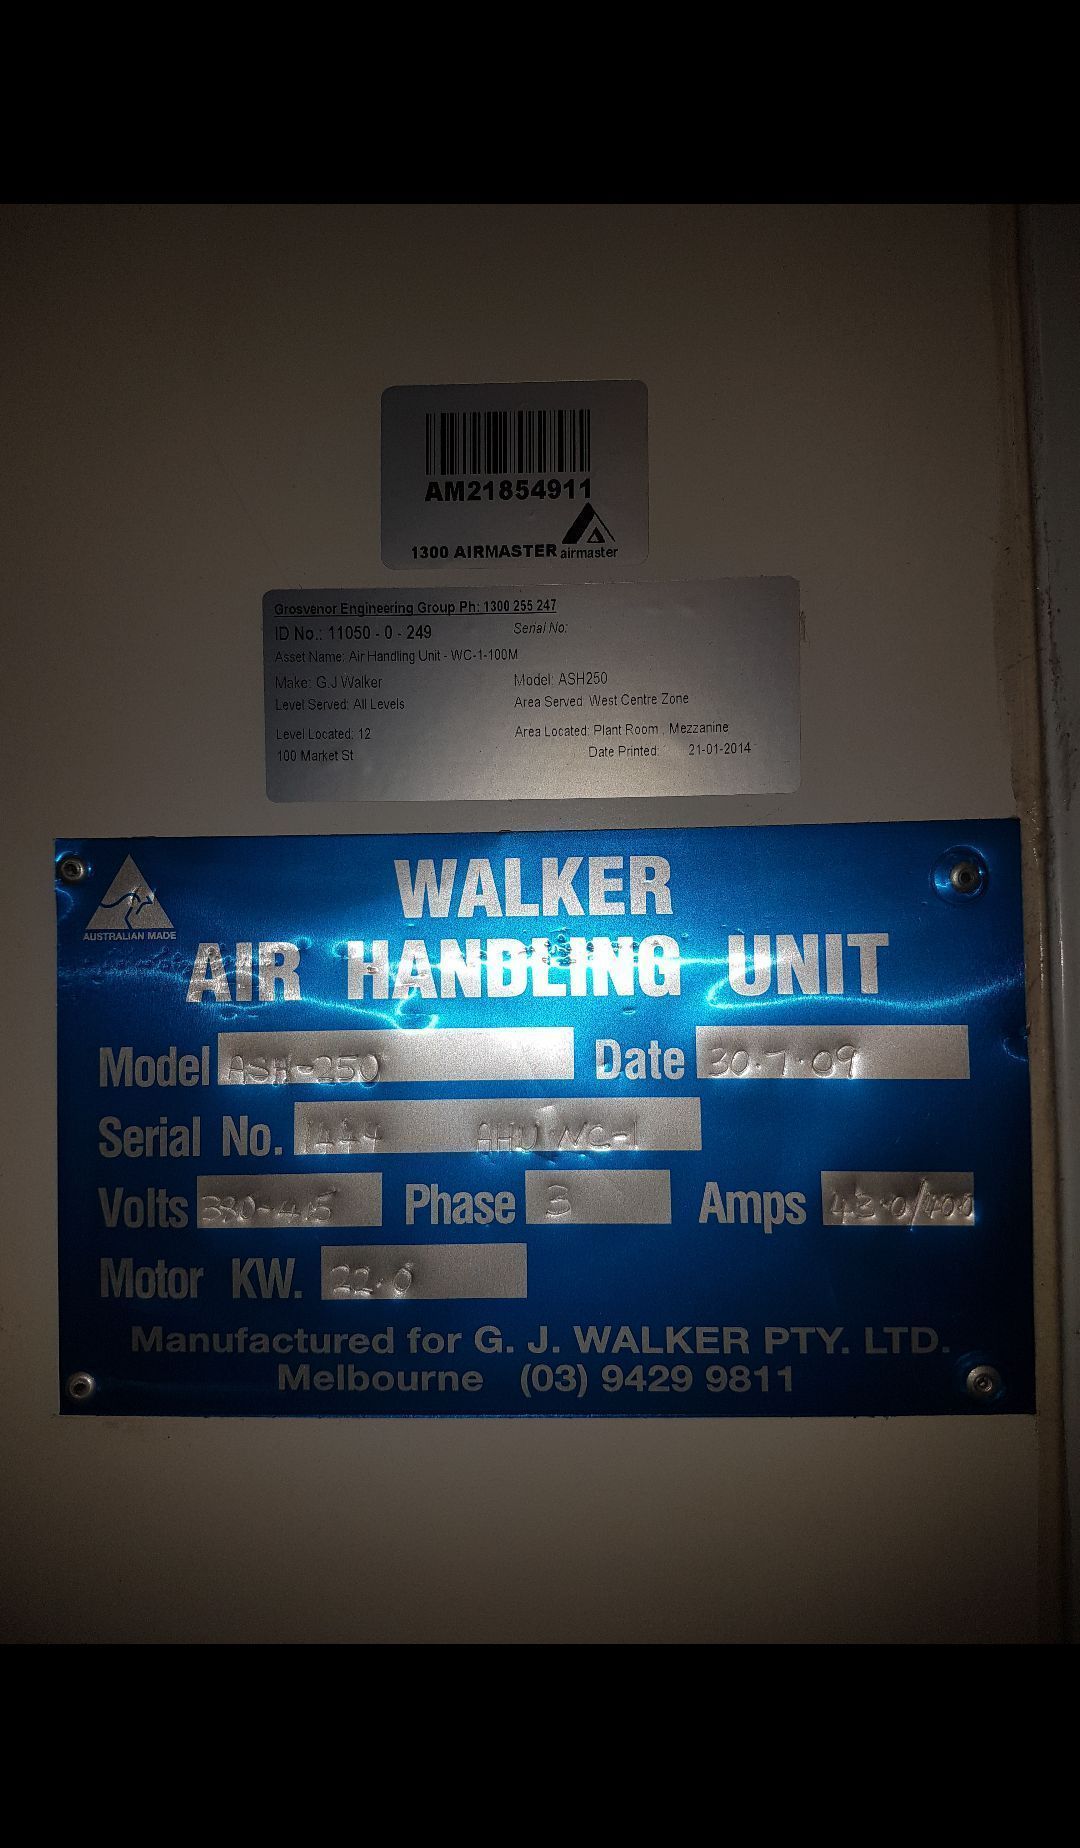 AM21854911
1300 AIRMASTER airmaster
Grosvenor Engineering Group Ph: 1300 255 247
ID No.: 11050 - 0 - 249 Serial No:
Asset Name: Air Handling Unit - WC-1-100M
Make: G.J Walker Model: ASH250
Level Served: All Levels Area Served: West Centre Zone
Level Located: 12 Area Located: Plant Room , Mezzanine
100 Market St Date Printed: 21-01-2014
AUSTRALIAN MADE
WALKER
AIR HANDLING UNIT
Model ASH-250 Date 30.7.09
Serial No. 1444 AHU WC-1
Volts 380-415 Phase 3 Amps 43.0/400
Motor KW. 22.0
Manufactured for G. J. WALKER PTY. LTD.
Melbourne (03) 9429 9811